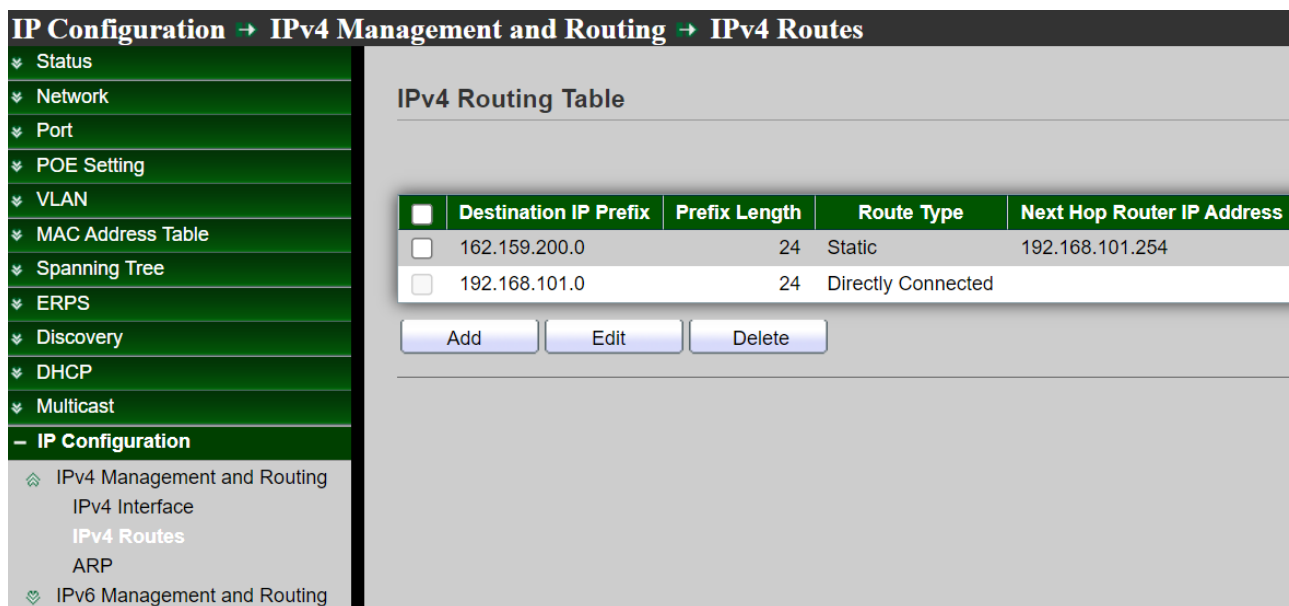 IP Configuration → IPv4 Management and Routing → IPv4 Routes
Status
Network
Port
POE Setting
VLAN
MAC Address Table
Spanning Tree
ERPS
Discovery
DHCP
Multicast
– IP Configuration
IPv4 Management and Routing
IPv4 Interface
IPv4 Routes
ARP
IPv6 Management and Routing
IPv4 Routing Table
Destination IP Prefix Prefix Length Route Type Next Hop Router IP Address
162.159.200.0 24 Static 192.168.101.254
192.168.101.0 24 Directly Connected
Add Edit Delete